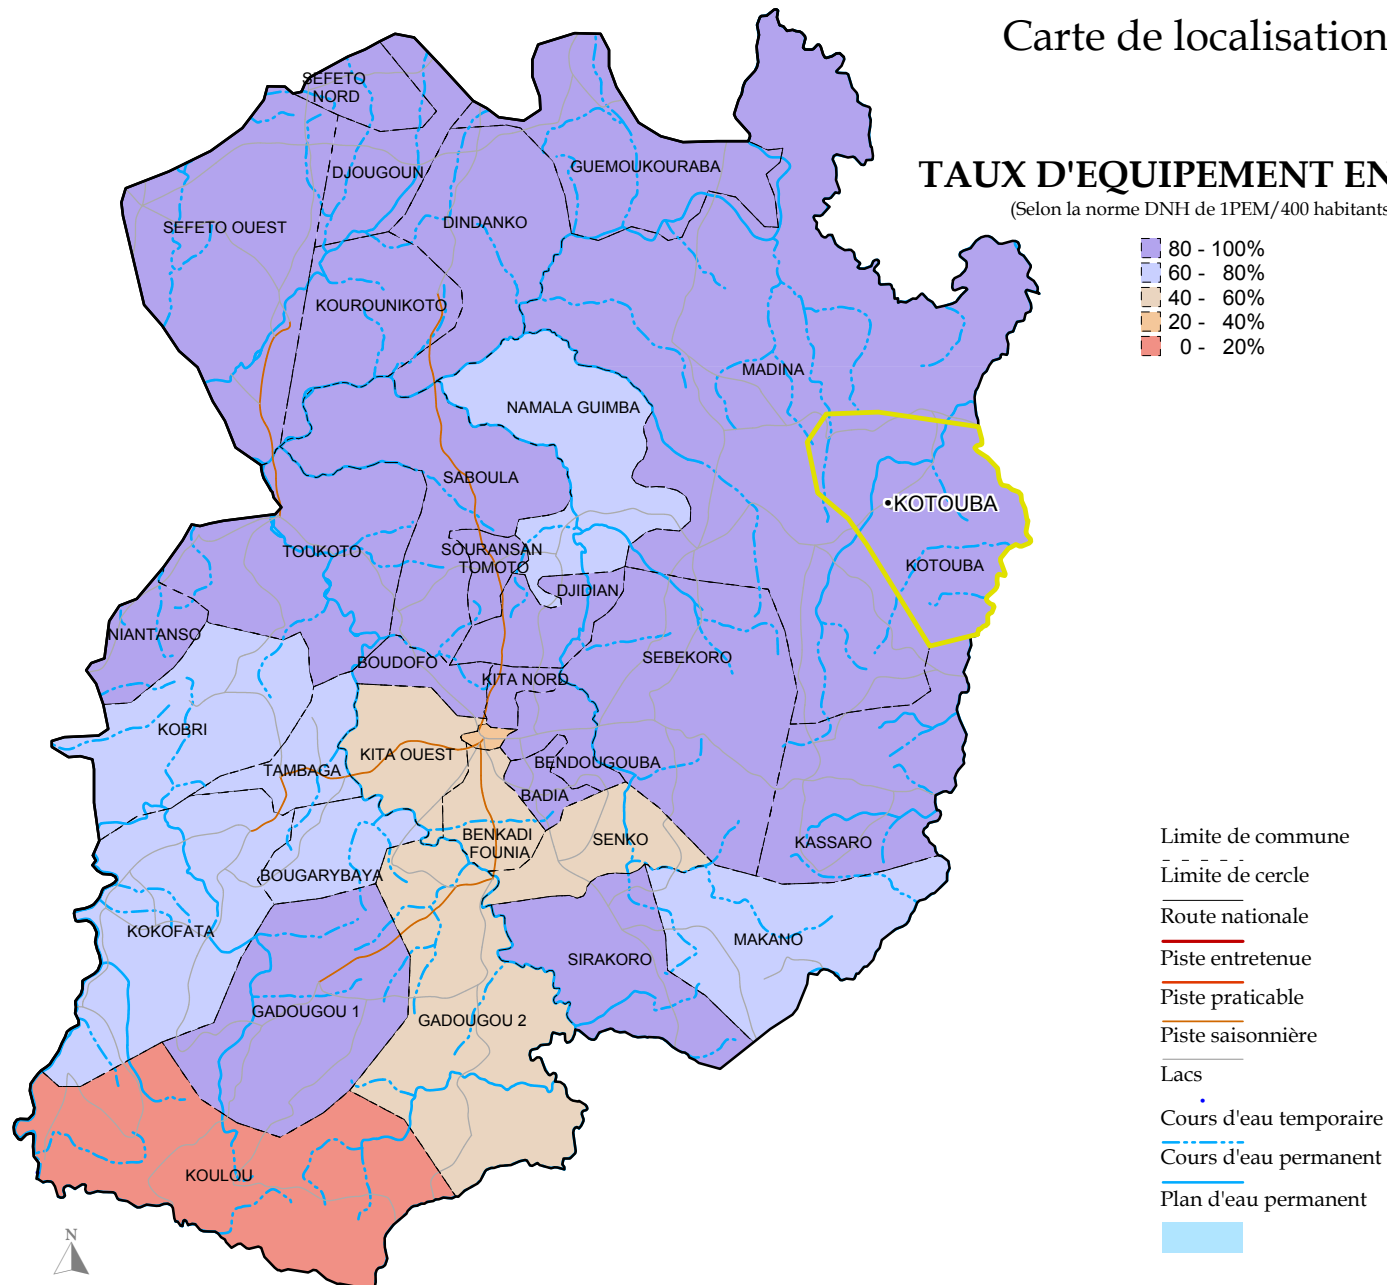 Carte de localisation
TAUX D'EQUIPEMENT EN
(Selon la norme DNH de 1PEM/400 habitants
80 - 100%
60 - 80%
40 - 60%
20 - 40%
0 - 20%
SEFETO
NORD
DJOUGOUN
GUEMOUKOURABA
SEFETO OUEST
DINDANKO
KOUROUNIKOTO
MADINA
NAMALA GUIMBA
SABOULA
KOTOUBA
TOUKOTO
SOURANSAN
TOMOTO
KOTOUBA
DJIDIAN
NIANTANSO
BOUDOFO
SEBEKORO
KITA NORD
KOBRI
KITA OUEST
TAMBAGA
BENDOUGOUBA
BADIA
BENKADI
FOUNIA
SENKO
KASSARO
BOUGARYBAYA
KOKOFATA
MAKANO
SIRAKORO
GADOUGOU 1
GADOUGOU 2
KOULOU
N
Limite de commune
Limite de cercle
Route nationale
Piste entretenue
Piste praticable
Piste saisonnière
Lacs
Cours d'eau temporaire
Cours d'eau permanent
Plan d'eau permanent